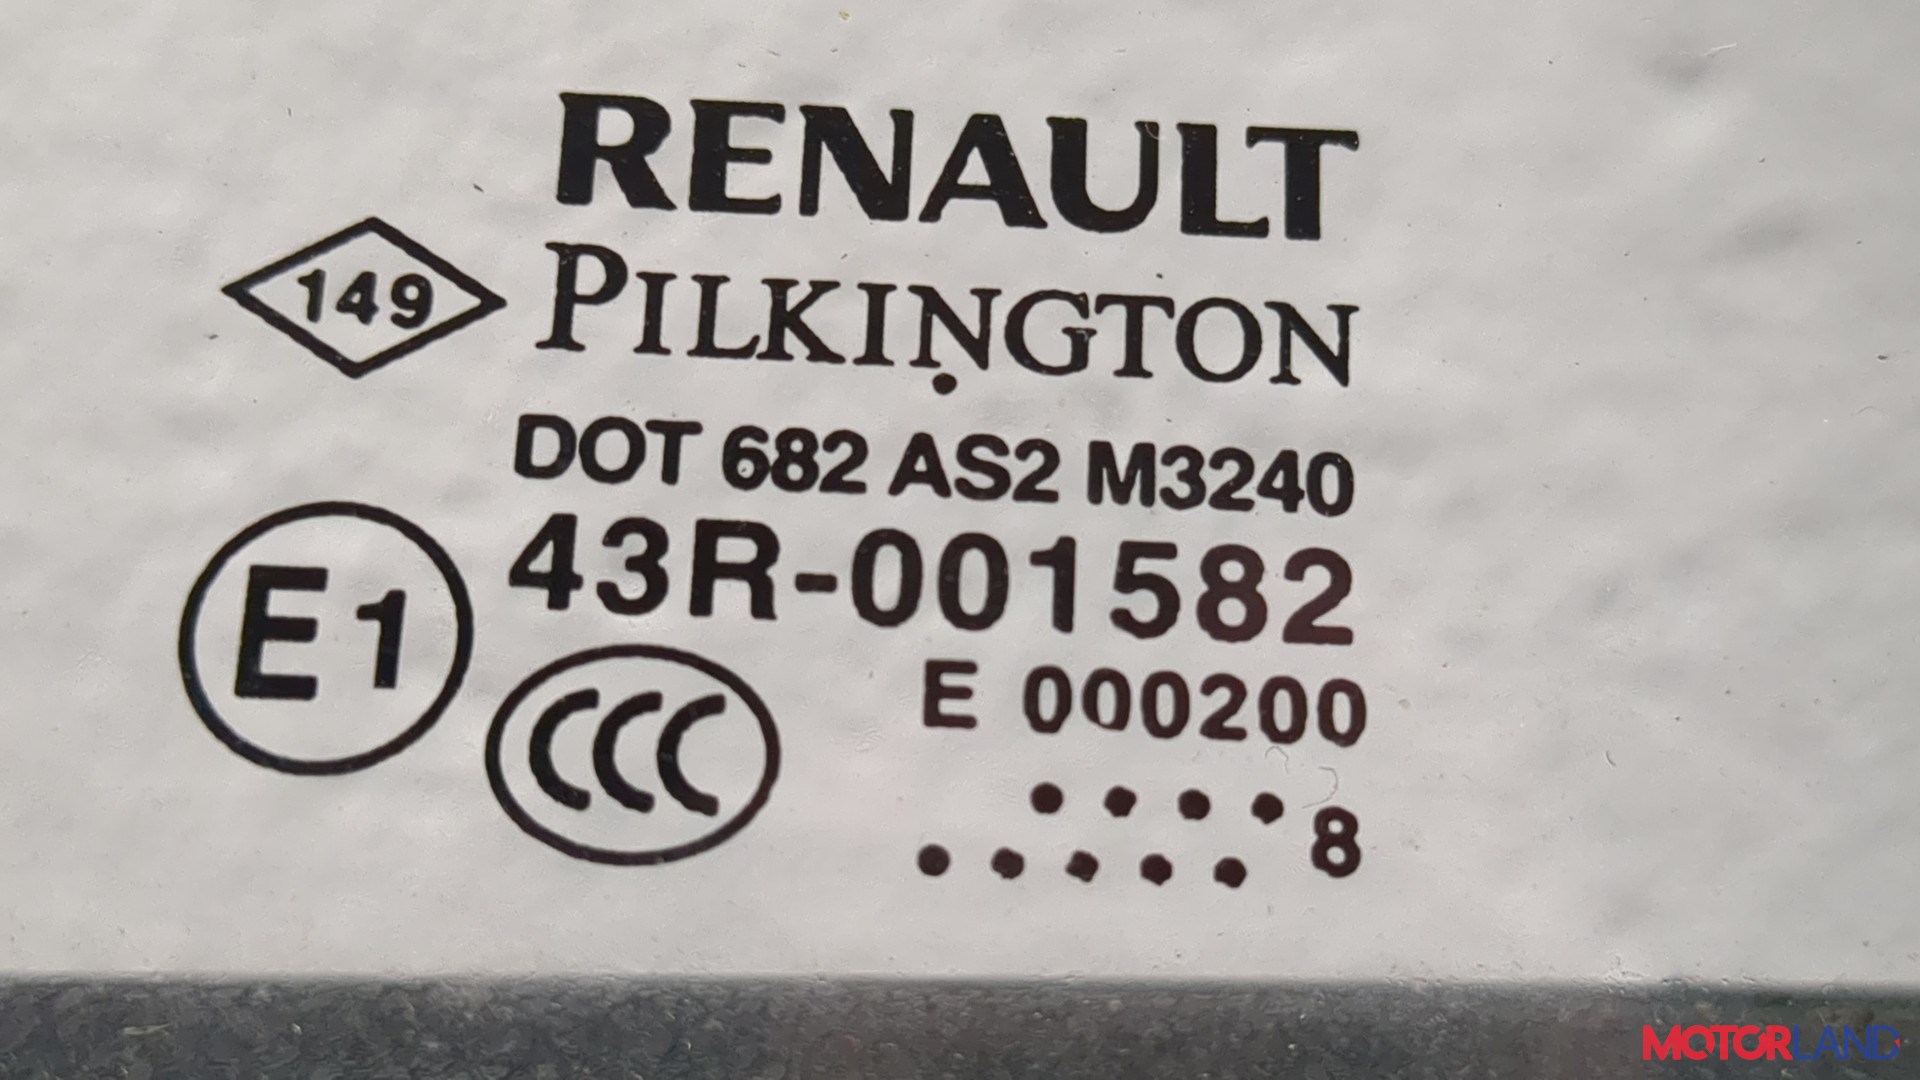 RENAULT
149
PILKINGTON
DOT 682 AS2 M3240
43R-001582
E1
CCC
E 000200
.... 8
.....
MOTORLAND